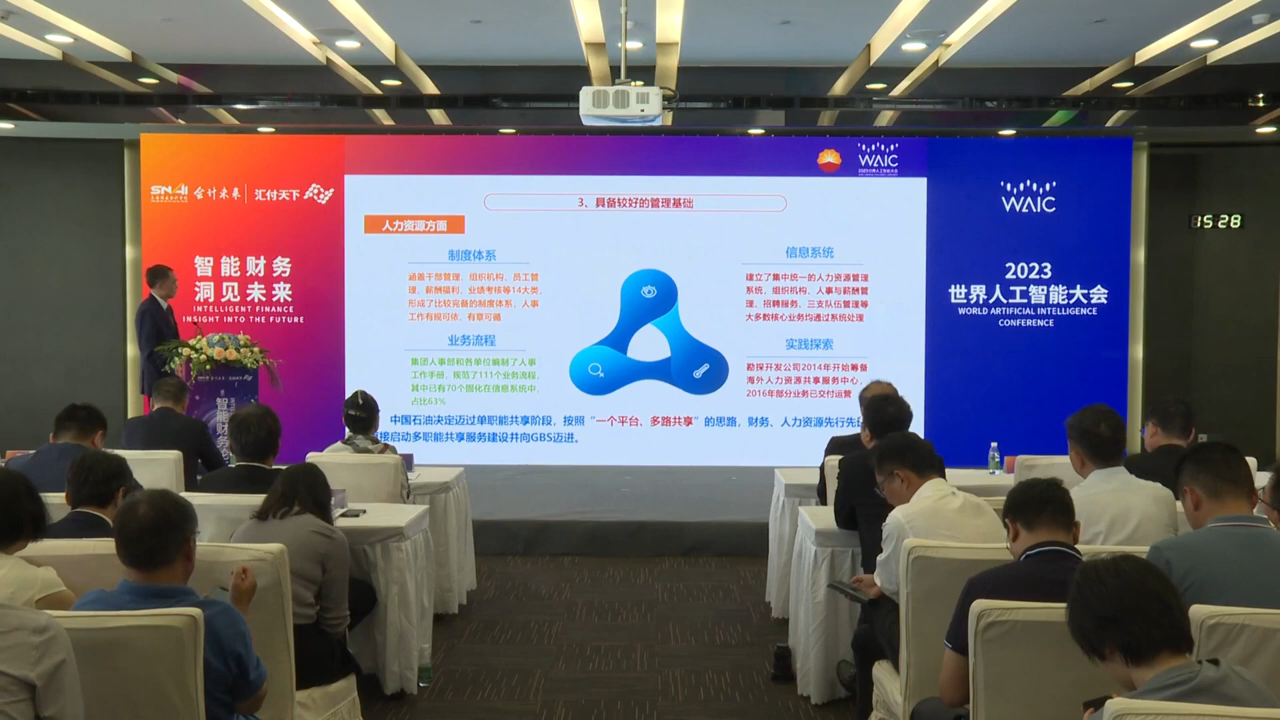 SNAI 会计未来 汇付天下
智能财务
洞见未来
INTELLIGENT FINANCE
INSIGHT INTO THE FUTURE
WAIC
2023世界人工智能大会
3、具备较好的管理基础
人力资源方面
制度体系
涵盖干部管理、组织机构、员工管
理、薪酬福利、业绩考核等14大类,
形成了比较完备的制度体系,人事
工作有规可依、有章可循
业务流程
集团人事部和各单位编制了人事
工作手册,规范了111个业务流程,
其中已有70个固化在信息系统中,
占比63%
信息系统
建立了集中统一的人力资源管理
系统,组织机构、人事与薪酬管
理、招聘服务、三支队伍管理等
大多数核心业务均通过系统处理
实践探索
勘探开发公司2014年开始筹备
海外人力资源共享服务中心,
2016年部分业务已交付运营
中国石油决定迈过单职能共享阶段,按照“一个平台、多路共享”的思路,财务、人力资源先行先
接启动多职能共享服务建设并向GBS迈进。
WAIC
2023
世界人工智能大会
WORLD ARTIFICIAL INTELLIGENCE
CONFERENCE
15:28
智能财务